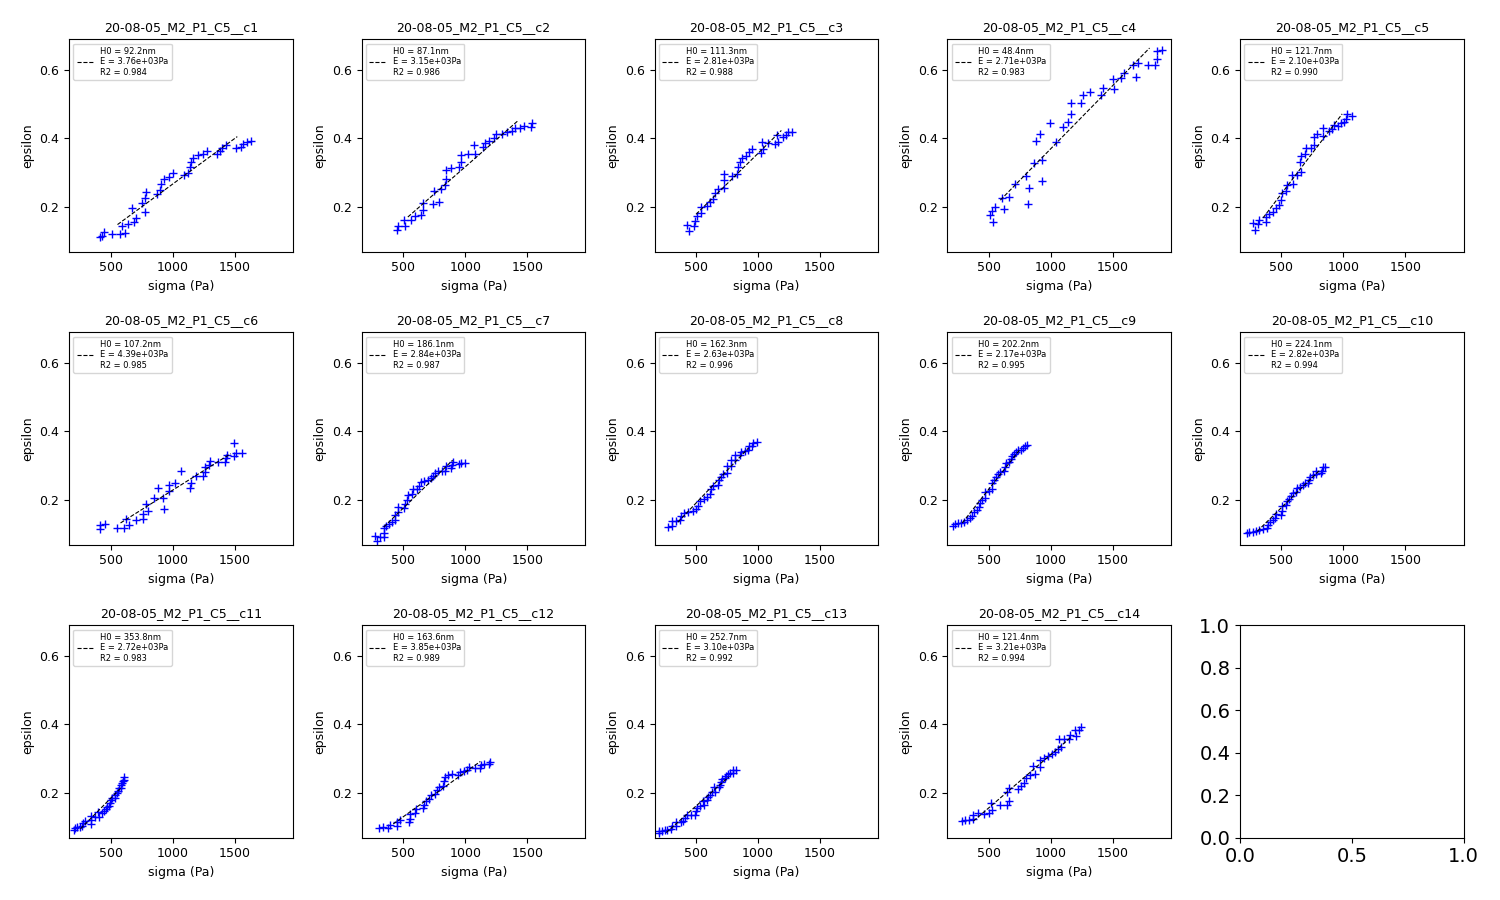 20-08-05_M2_P1_C5__c1
H0 = 92.2nm
E = 3.76e+03Pa
R2 = 0.984
0.6
0.4
0.2
epsilon
500 1000 1500
sigma (Pa)
20-08-05_M2_P1_C5__c2
H0 = 87.1nm
E = 3.15e+03Pa
R2 = 0.986
0.6
0.4
0.2
epsilon
500 1000 1500
sigma (Pa)
20-08-05_M2_P1_C5__c3
H0 = 111.3nm
E = 2.81e+03Pa
R2 = 0.988
0.6
0.4
0.2
epsilon
500 1000 1500
sigma (Pa)
20-08-05_M2_P1_C5__c4
H0 = 48.4nm
E = 2.71e+03Pa
R2 = 0.983
0.6
0.4
0.2
epsilon
500 1000 1500
sigma (Pa)
20-08-05_M2_P1_C5__c5
H0 = 121.7nm
E = 2.10e+03Pa
R2 = 0.990
0.6
0.4
0.2
epsilon
500 1000 1500
sigma (Pa)
20-08-05_M2_P1_C5__c6
H0 = 107.2nm
E = 4.39e+03Pa
R2 = 0.985
0.6
0.4
0.2
epsilon
500 1000 1500
sigma (Pa)
20-08-05_M2_P1_C5__c7
H0 = 186.1nm
E = 2.84e+03Pa
R2 = 0.987
0.6
0.4
0.2
epsilon
500 1000 1500
sigma (Pa)
20-08-05_M2_P1_C5__c8
H0 = 162.3nm
E = 2.63e+03Pa
R2 = 0.996
0.6
0.4
0.2
epsilon
500 1000 1500
sigma (Pa)
20-08-05_M2_P1_C5__c9
H0 = 202.2nm
E = 2.17e+03Pa
R2 = 0.995
0.6
0.4
0.2
epsilon
500 1000 1500
sigma (Pa)
20-08-05_M2_P1_C5__c10
H0 = 224.1nm
E = 2.82e+03Pa
R2 = 0.994
0.6
0.4
0.2
epsilon
500 1000 1500
sigma (Pa)
20-08-05_M2_P1_C5__c11
H0 = 353.8nm
E = 2.72e+03Pa
R2 = 0.983
0.6
0.4
0.2
epsilon
500 1000 1500
sigma (Pa)
20-08-05_M2_P1_C5__c12
H0 = 163.6nm
E = 3.85e+03Pa
R2 = 0.989
0.6
0.4
0.2
epsilon
500 1000 1500
sigma (Pa)
20-08-05_M2_P1_C5__c13
H0 = 252.7nm
E = 3.10e+03Pa
R2 = 0.992
0.6
0.4
0.2
epsilon
500 1000 1500
sigma (Pa)
20-08-05_M2_P1_C5__c14
H0 = 121.4nm
E = 3.21e+03Pa
R2 = 0.994
0.6
0.4
0.2
epsilon
500 1000 1500
sigma (Pa)
1.0
0.8
0.6
0.4
0.2
0.0
0.0 0.5 1.0